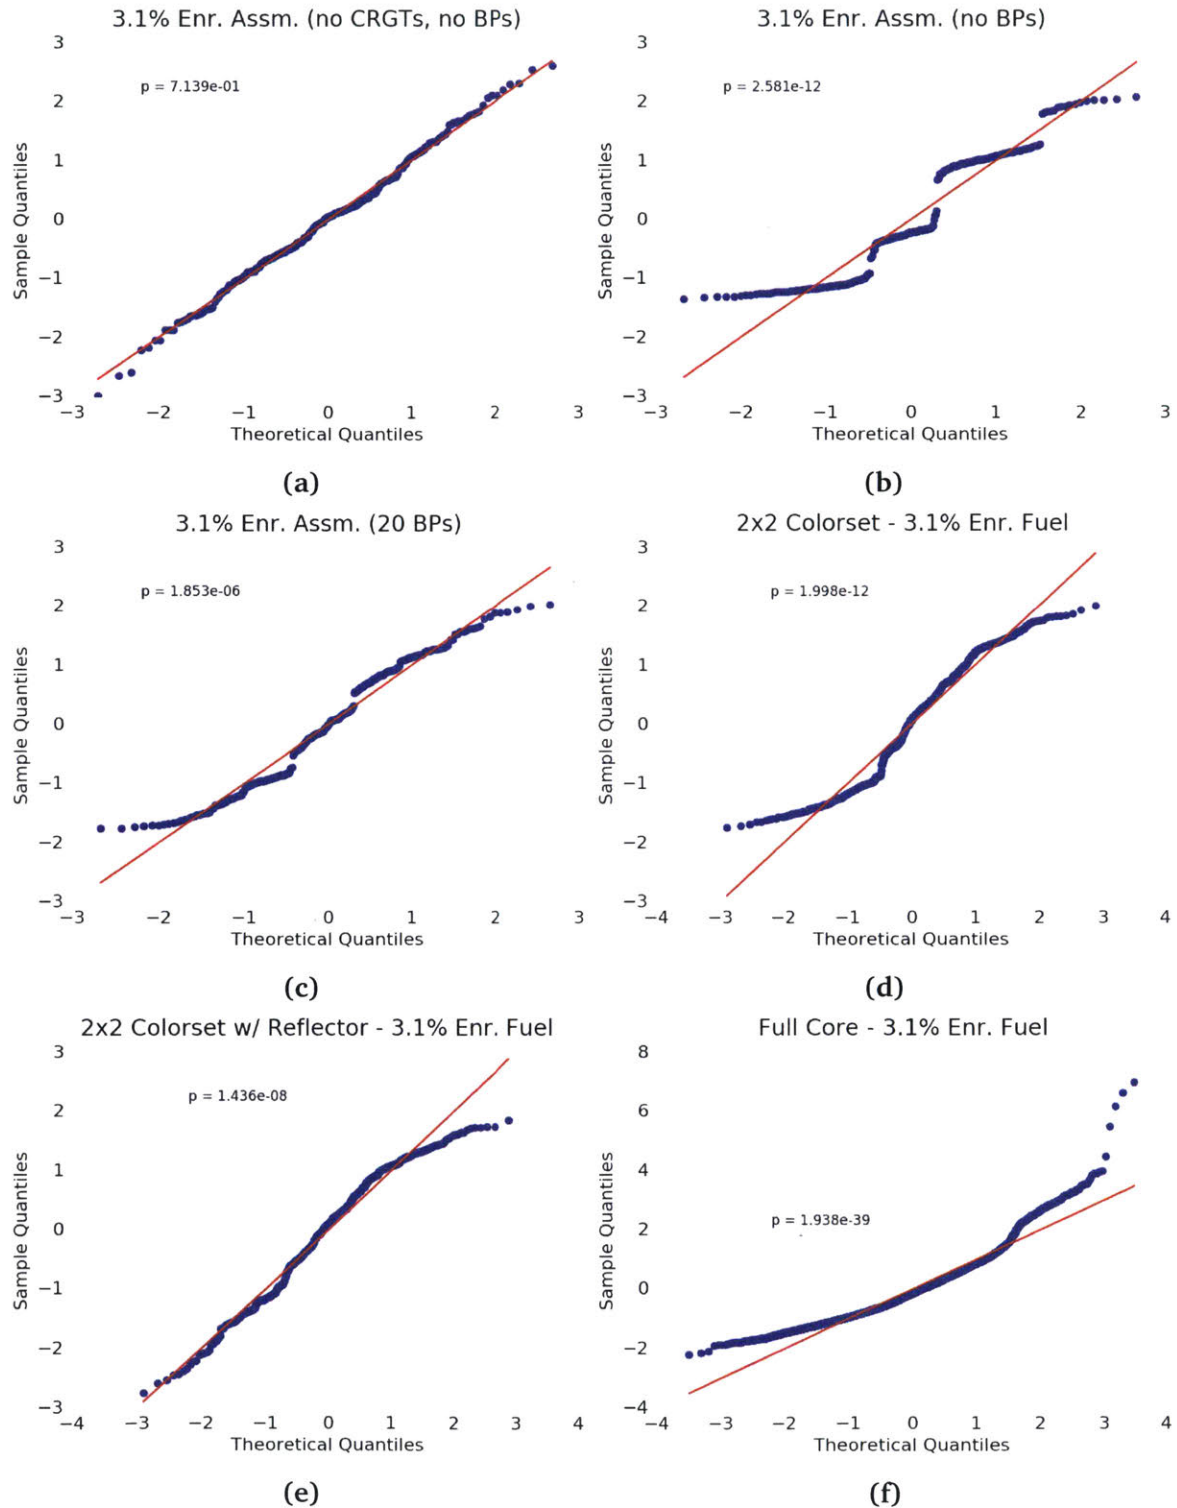 3.1% Enr. Assm. (no CRGTs, no BPs)
3
2
1
0
−1
−2
−3
p = 7.139e-01
Sample Quantiles
−3 −2 −1 0 1 2 3
Theoretical Quantiles
(a)
3.1% Enr. Assm. (no BPs)
3
2
1
0
−1
−2
−3
p = 2.581e-12
Sample Quantiles
−3 −2 −1 0 1 2 3
Theoretical Quantiles
(b)
3.1% Enr. Assm. (20 BPs)
3
2
1
0
−1
−2
−3
p = 1.853e-06
Sample Quantiles
−3 −2 −1 0 1 2 3
Theoretical Quantiles
(c)
2x2 Colorset - 3.1% Enr. Fuel
3
2
1
0
−1
−2
−3
p = 1.998e-12
Sample Quantiles
−4 −3 −2 −1 0 1 2 3 4
Theoretical Quantiles
(d)
2x2 Colorset w/ Reflector - 3.1% Enr. Fuel
3
2
1
0
−1
−2
−3
p = 1.436e-08
Sample Quantiles
−4 −3 −2 −1 0 1 2 3 4
Theoretical Quantiles
(e)
Full Core - 3.1% Enr. Fuel
8
6
4
2
0
−2
−4
p = 1.938e-39
Sample Quantiles
−4 −3 −2 −1 0 1 2 3 4
Theoretical Quantiles
(f)